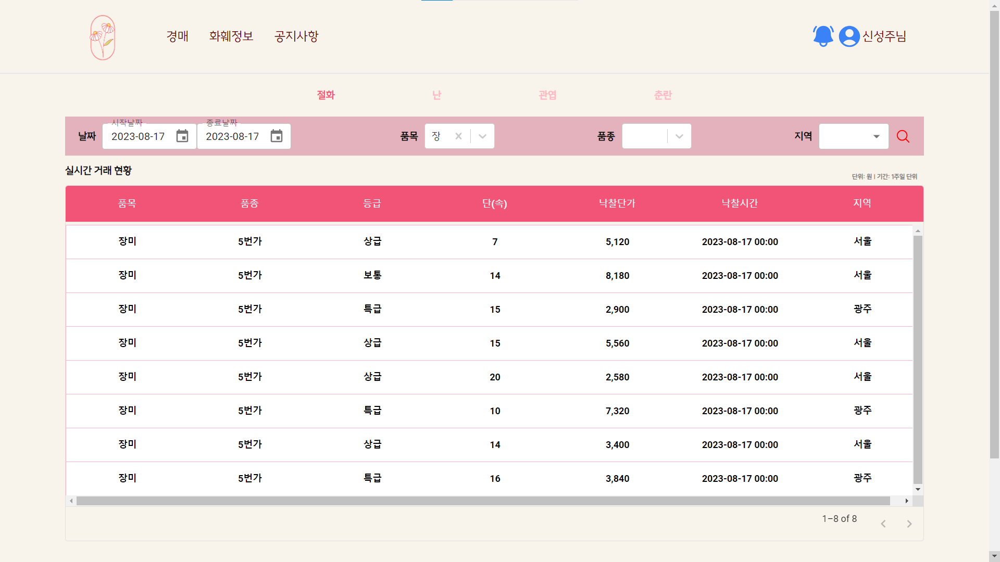 경매 화훼정보 공지사항 신성주님
절화 난 관엽 춘란
시작날짜 종료날짜
날짜 2023-08-17 2023-08-17 품목 장 품종 지역
실시간 거래 현황
단위: 원 | 기간: 1주일 단위
품목 품종 등급 단(속) 낙찰단가 낙찰시간 지역
장미 5번가 상급 7 5,120 2023-08-17 00:00 서울
장미 5번가 보통 14 8,180 2023-08-17 00:00 서울
장미 5번가 특급 15 2,900 2023-08-17 00:00 광주
장미 5번가 상급 15 5,560 2023-08-17 00:00 서울
장미 5번가 상급 20 2,580 2023-08-17 00:00 서울
장미 5번가 특급 10 7,320 2023-08-17 00:00 광주
장미 5번가 상급 14 3,400 2023-08-17 00:00 서울
장미 5번가 특급 16 3,840 2023-08-17 00:00 광주
1–8 of 8